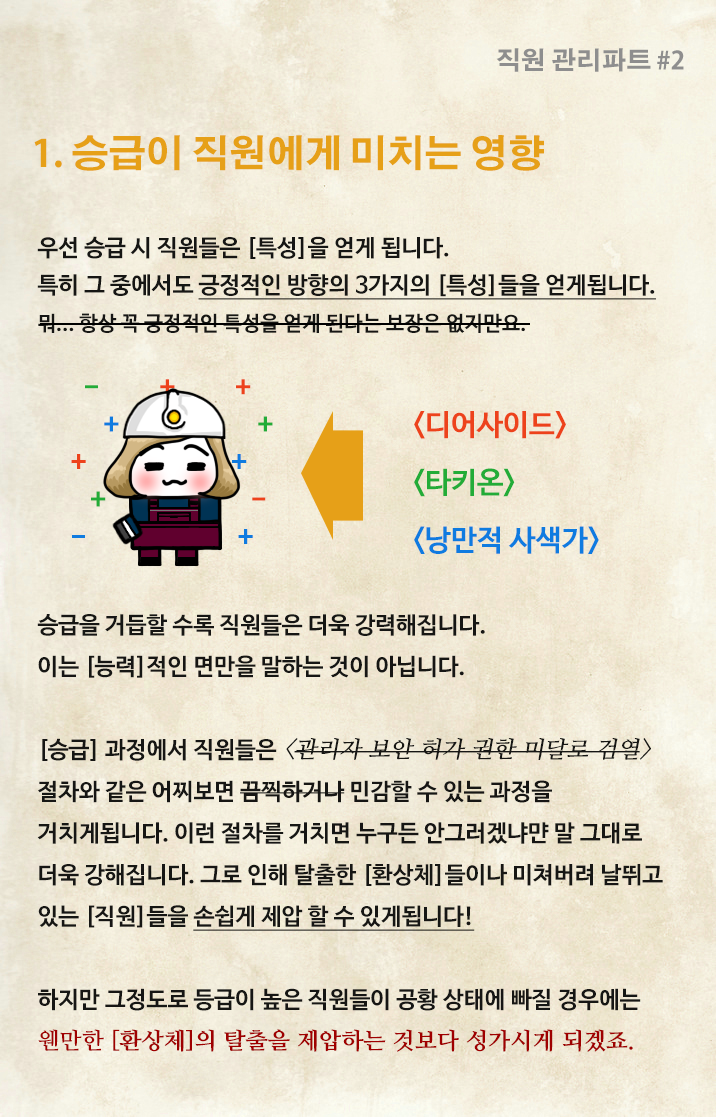 직원 관리파트 #2
1. 승급이 직원에게 미치는 영향
우선 승급 시 직원들은 [특성]을 얻게 됩니다.
특히 그 중에서도 긍정적인 방향의 3가지의 [특성]들을 얻게됩니다.
뭐... 항상 꼭 긍정적인 특성을 얻게 된다는 보장은 없지만요.
〈디어사이드〉
〈타키온〉
〈낭만적 사색가〉
승급을 거듭할 수록 직원들은 더욱 강력해집니다.
이는 [능력]적인 면만을 말하는 것이 아닙니다.
[승급] 과정에서 직원들은 〈관리자 보안 허가 권한 미달로 검열〉
절차와 같은 어찌보면 끔찍하거나 민감할 수 있는 과정을
거치게됩니다. 이런 절차를 거치면 누구든 안그러겠냐먄 말 그대로
더욱 강해집니다. 그로 인해 탈출한 [환상체]들이나 미쳐버려 날뛰고
있는 [직원]들을 손쉽게 제압 할 수 있게됩니다!
하지만 그정도로 등급이 높은 직원들이 공황 상태에 빠질 경우에는
웬만한 [환상체]의 탈출을 제압하는 것보다 성가시게 되겠죠.